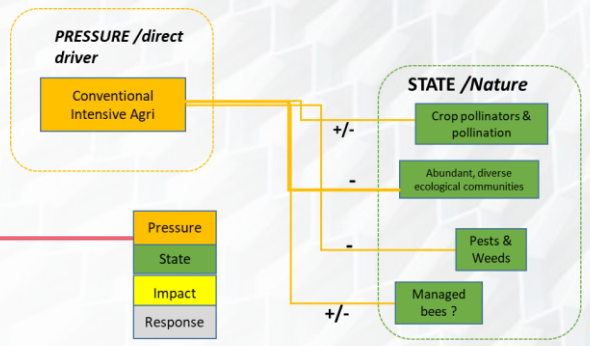 PRESSURE /direct
driver
Conventional
Intensive Agri
STATE /Nature
Crop pollinators &
pollination
+/-
Abundant, diverse
ecological communities
-
Pests &
Weeds
-
Managed
bees ?
+/-
Pressure
State
Impact
Response